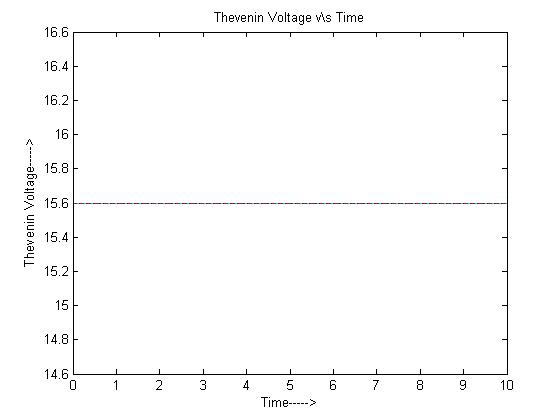 Thevenin Voltage v\s Time
16.6
16.4
16.2
16
15.8
15.6
15.4
15.2
15
14.8
14.6
Thevenin Voltage----->
0 1 2 3 4 5 6 7 8 9 10
Time----->